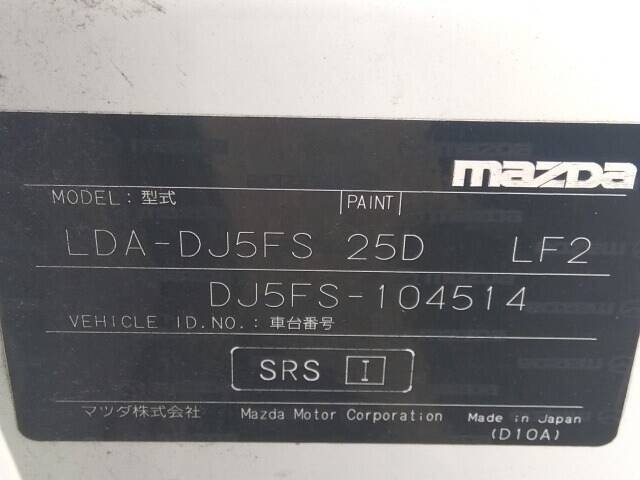 mazda
MODEL: 型式 PAINT
LDA-DJ5FS 25D LF2
DJ5FS-104514
VEHICLE ID.NO.: 車台番号
SRS I
マツダ株式会社 Mazda Motor Corporation Made in Japan
(D10A)